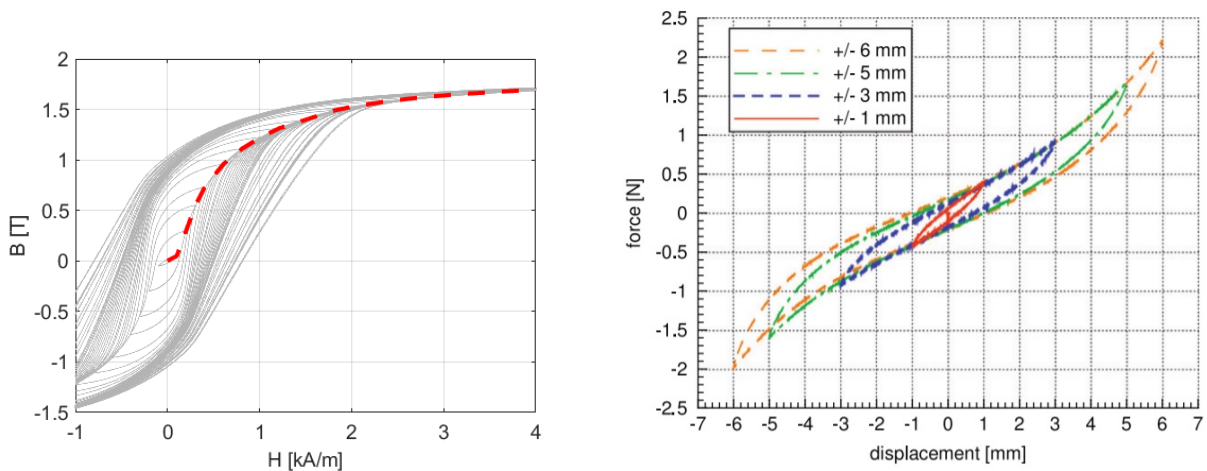 2
1.5
1
0.5
0
-0.5
-1
-1.5
B [T]
-1 0 1 2 3 4
H [kA/m]
2.5
2
1.5
1
0.5
0
-0.5
-1
-1.5
-2
-2.5
force [N]
+/- 6 mm
+/- 5 mm
+/- 3 mm
+/- 1 mm
-7 -6 -5 -4 -3 -2 -1 0 1 2 3 4 5 6 7
displacement [mm]